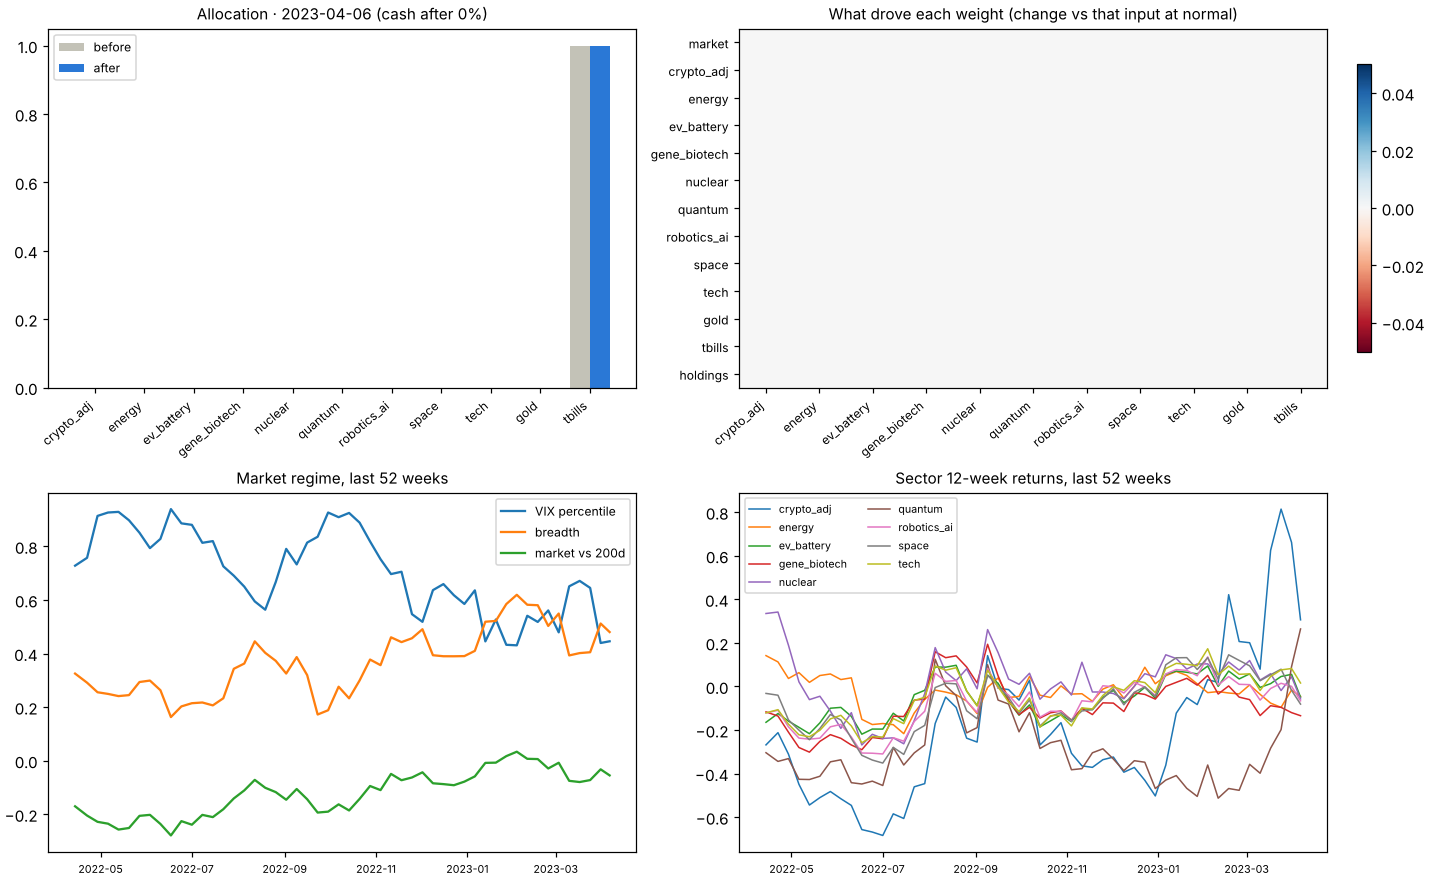 Allocation · 2023-04-06 (cash after 0%)
before
after
1.0
0.8
0.6
0.4
0.2
0.0
crypto_adj
energy
ev_battery
gene_biotech
nuclear
quantum
robotics_ai
space
tech
gold
tbills
What drove each weight (change vs that input at normal)
market
crypto_adj
energy
ev_battery
gene_biotech
nuclear
quantum
robotics_ai
space
tech
gold
tbills
holdings
crypto_adj
energy
ev_battery
gene_biotech
nuclear
quantum
robotics_ai
space
tech
gold
tbills
0.04
0.02
0.00
−0.02
−0.04
Market regime, last 52 weeks
VIX percentile
breadth
market vs 200d
0.8
0.6
0.4
0.2
0.0
−0.2
2022-05
2022-07
2022-09
2022-11
2023-01
2023-03
Sector 12-week returns, last 52 weeks
crypto_adj
energy
ev_battery
gene_biotech
nuclear
quantum
robotics_ai
space
tech
0.8
0.6
0.4
0.2
0.0
−0.2
−0.4
−0.6
2022-05
2022-07
2022-09
2022-11
2023-01
2023-03